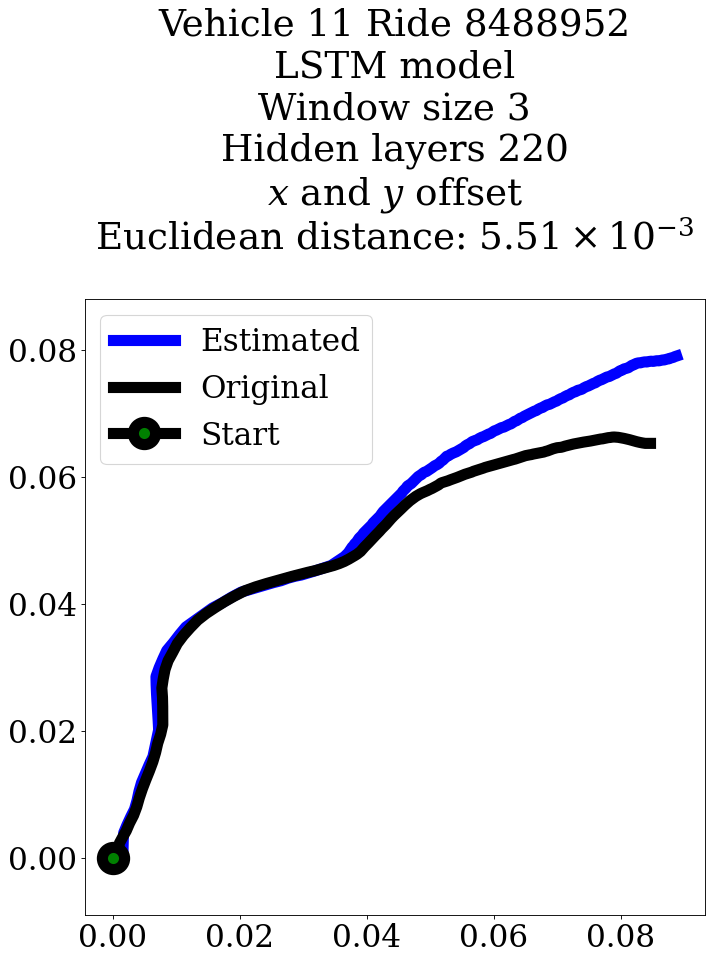 Vehicle 11 Ride 8488952
LSTM model
Window size 3
Hidden layers 220
x and y offset
Euclidean distance: 5.51 × 10⁻³
Estimated
Original
Start
0.08
0.06
0.04
0.02
0.00
0.00 0.02 0.04 0.06 0.08